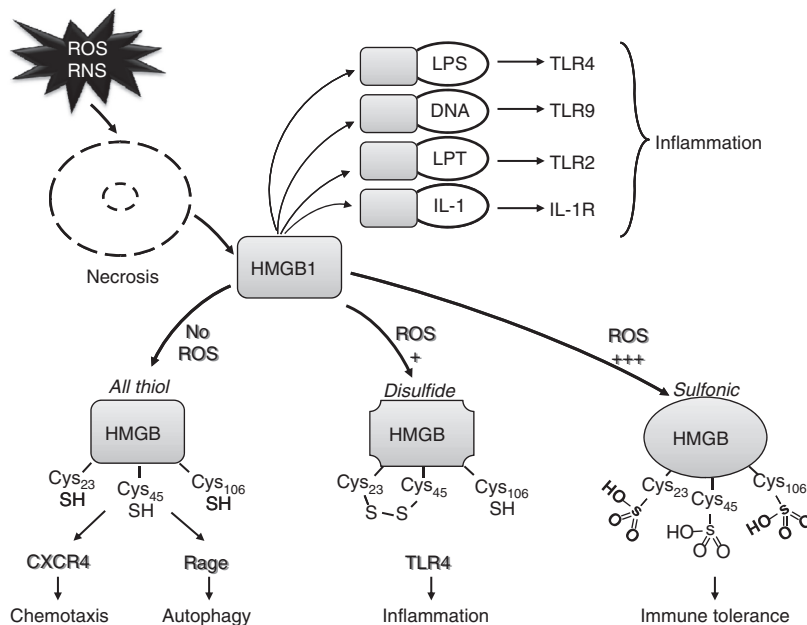 ROS
RNS
LPS
TLR4
DNA
TLR9
LPT
TLR2
IL-1
IL-1R
Inflammation
Necrosis
HMGB1
No
ROS
ROS
+
ROS
+++
All thiol
HMGB
Cys23
SH
Cys45
SH
Cys106
SH
CXCR4
Rage
Chemotaxis
Autophagy
Disulfide
HMGB
Cys23
Cys45
Cys106
SH
S S
TLR4
Inflammation
Sulfonic
HMGB
Cys23
Cys45
Cys106
HO S O O
HO S O O
HO S O O
Immune tolerance